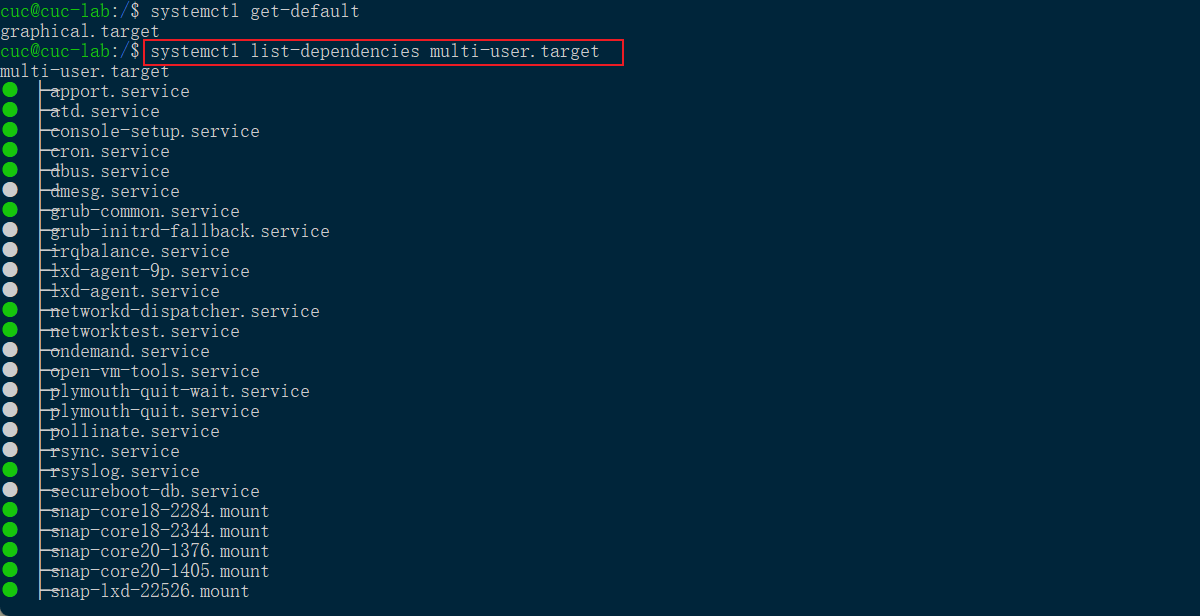 cuc@cuc-lab:/$ systemctl get-default
graphical.target
cuc@cuc-lab:/$ systemctl list-dependencies multi-user.target
multi-user.target
● ├─apport.service
● ├─atd.service
● ├─console-setup.service
● ├─cron.service
● ├─dbus.service
● ├─dmesg.service
● ├─grub-common.service
● ├─grub-initrd-fallback.service
● ├─irqbalance.service
● ├─lxd-agent-9p.service
● ├─lxd-agent.service
● ├─networkd-dispatcher.service
● ├─networktest.service
● ├─ondemand.service
● ├─open-vm-tools.service
● ├─plymouth-quit-wait.service
● ├─plymouth-quit.service
● ├─pollinate.service
● ├─rsync.service
● ├─rsyslog.service
● ├─secureboot-db.service
● ├─snap-core18-2284.mount
● ├─snap-core18-2344.mount
● ├─snap-core20-1376.mount
● ├─snap-core20-1405.mount
● ├─snap-lxd-22526.mount